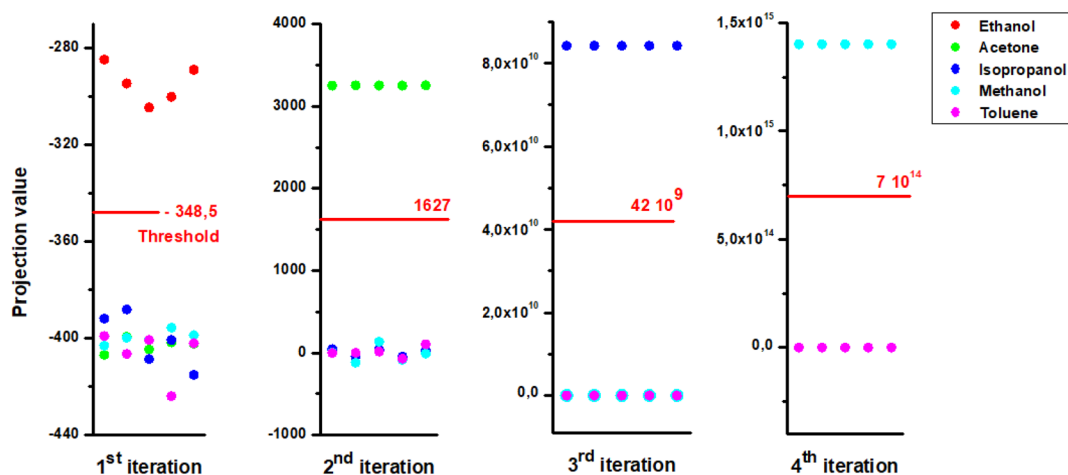 Projection value
-280
-320
-360
-400
-440
- 348,5
Threshold
1st iteration
4000
3000
2000
1000
0
-1000
1627
2nd iteration
8,0x10^10
6,0x10^10
4,0x10^10
2,0x10^10
0,0
42 10^9
3rd iteration
1,5x10^15
1,0x10^15
5,0x10^14
0,0
7 10^14
4th iteration
Ethanol
Acetone
Isopropanol
Methanol
Toluene